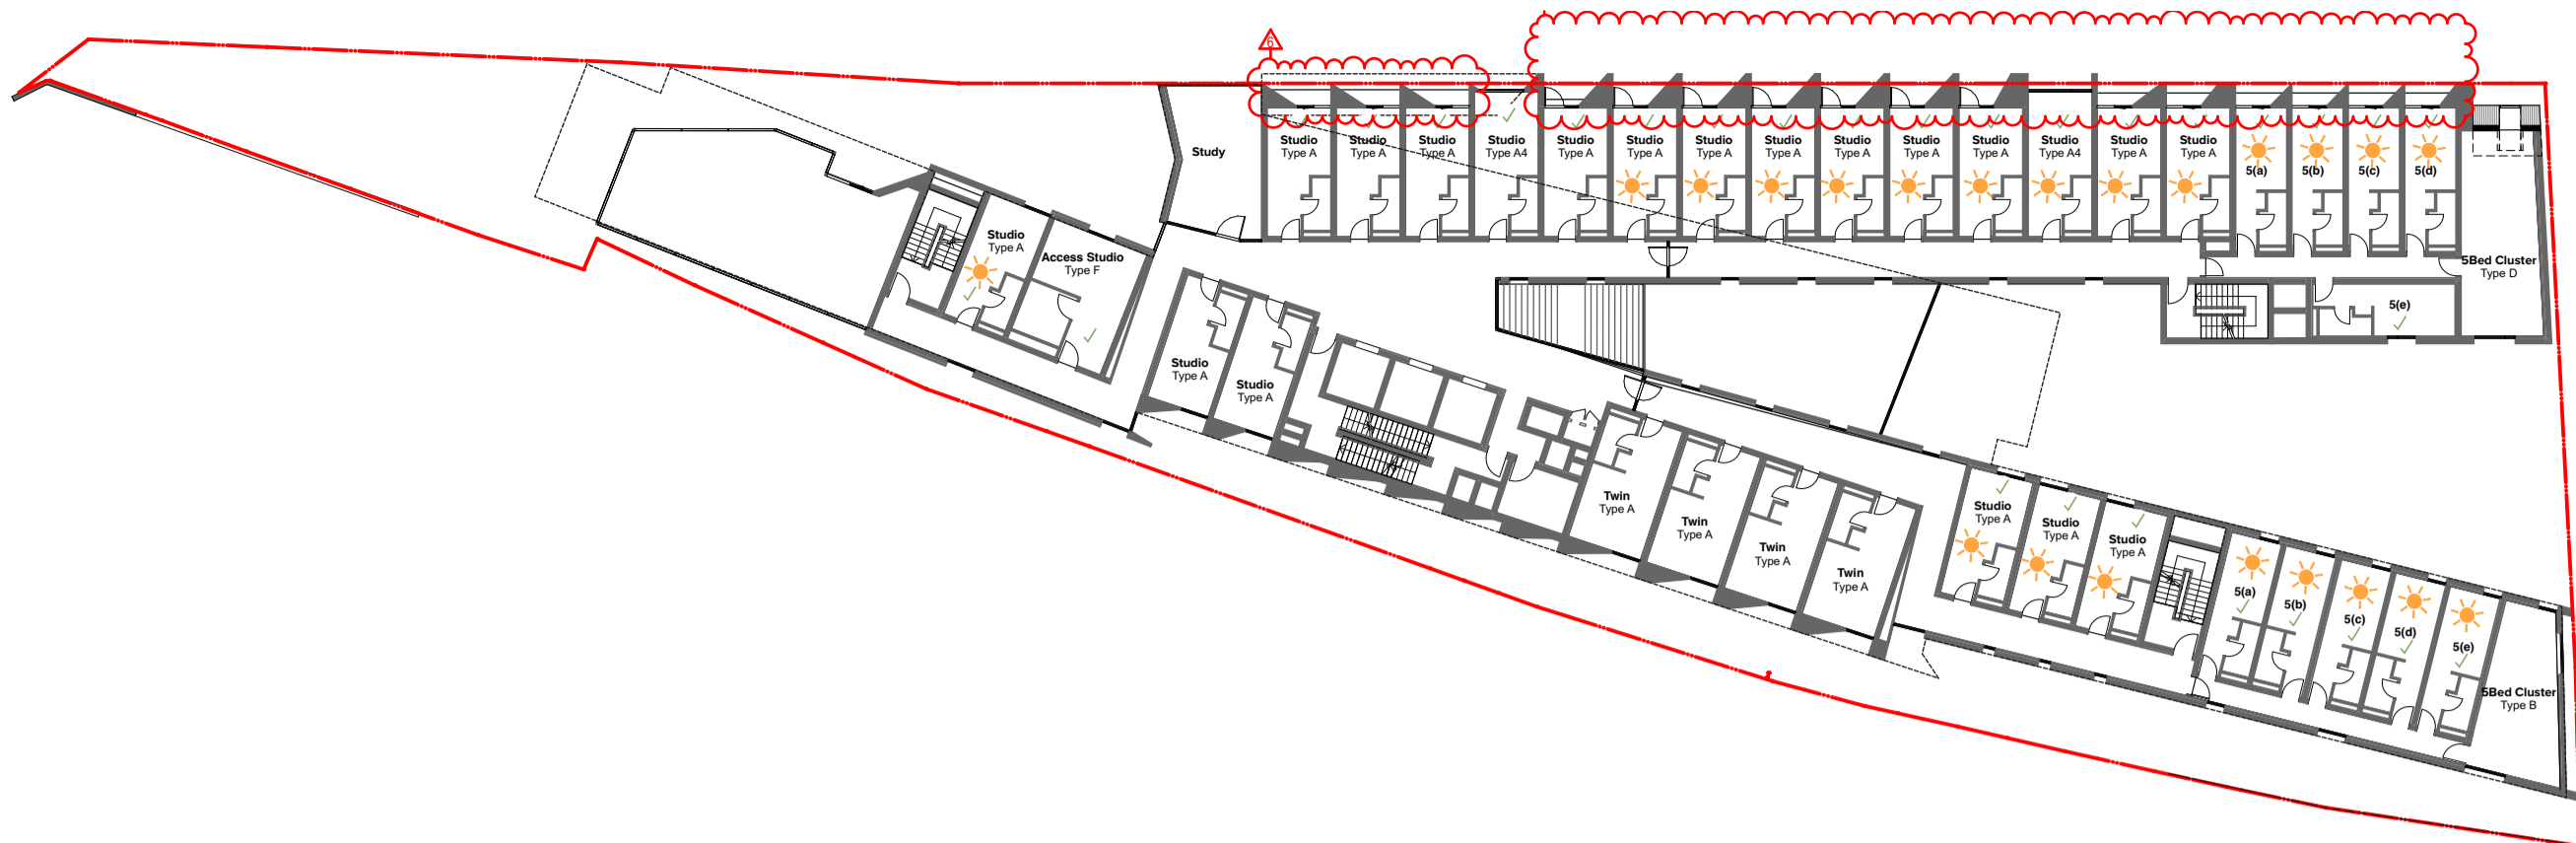 6
Study
Studio
Type A
Studio
Type A
Studio
Type A
Studio
Type A4
Studio
Type A
Studio
Type A
Studio
Type A
Studio
Type A
Studio
Type A
Studio
Type A
Studio
Type A
Studio
Type A4
Studio
Type A
Studio
Type A
5(a)
5(b)
5(c)
5(d)
5Bed Cluster
Type D
5(e)
Studio
Type A
Access Studio
Type F
Studio
Type A
Studio
Type A
Twin
Type A
Twin
Type A
Twin
Type A
Twin
Type A
Studio
Type A
Studio
Type A
Studio
Type A
5(a)
5(b)
5(c)
5(d)
5(e)
5Bed Cluster
Type B